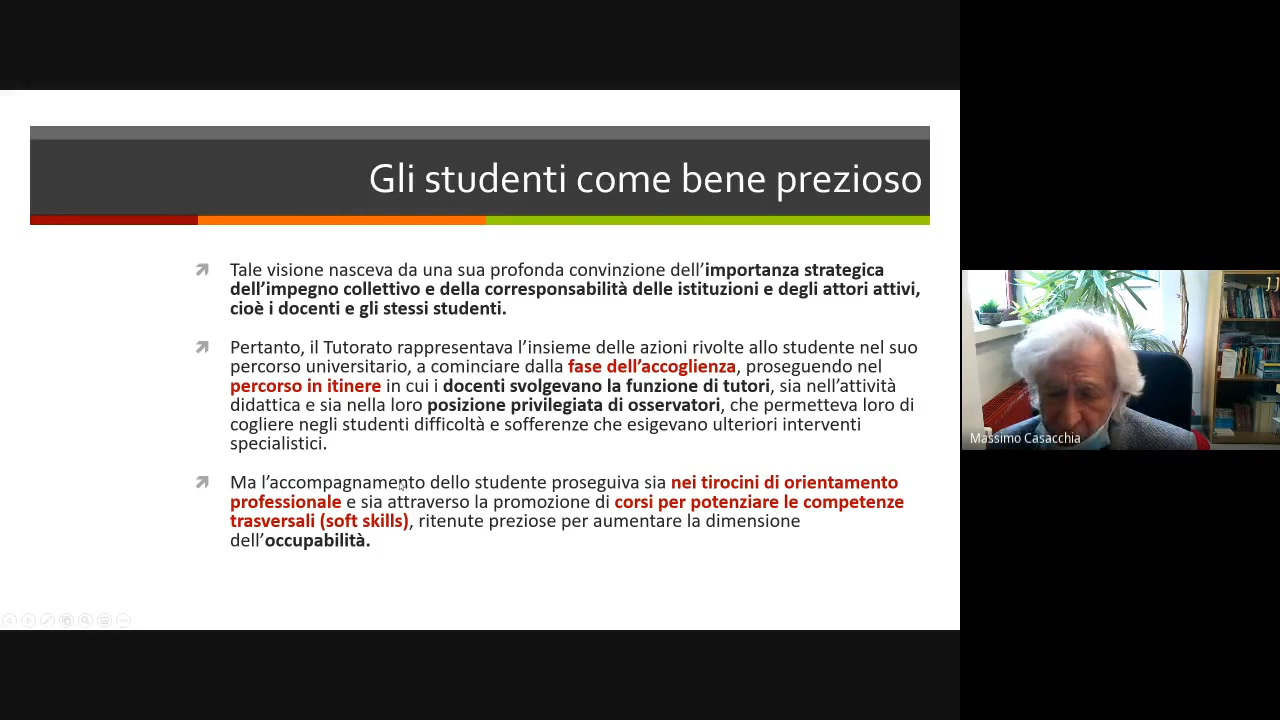 Gli studenti come bene prezioso
Tale visione nasceva da una sua profonda convinzione dell’importanza strategica
dell’impegno collettivo e della corresponsabilità delle istituzioni e degli attori attivi,
cioè i docenti e gli stessi studenti.
Pertanto, il Tutorato rappresentava l’insieme delle azioni rivolte allo studente nel suo
percorso universitario, a cominciare dalla fase dell’accoglienza, proseguendo nel
percorso in itinere in cui i docenti svolgevano la funzione di tutori, sia nell’attività
didattica e sia nella loro posizione privilegiata di osservatori, che permetteva loro di
cogliere negli studenti difficoltà e sofferenze che esigevano ulteriori interventi
specialistici.
Ma l’accompagnamento dello studente proseguiva sia nei tirocini di orientamento
professionale e sia attraverso la promozione di corsi per potenziare le competenze
trasversali (soft skills), ritenute preziose per aumentare la dimensione
dell’occupabilità.
Massimo Casacchia